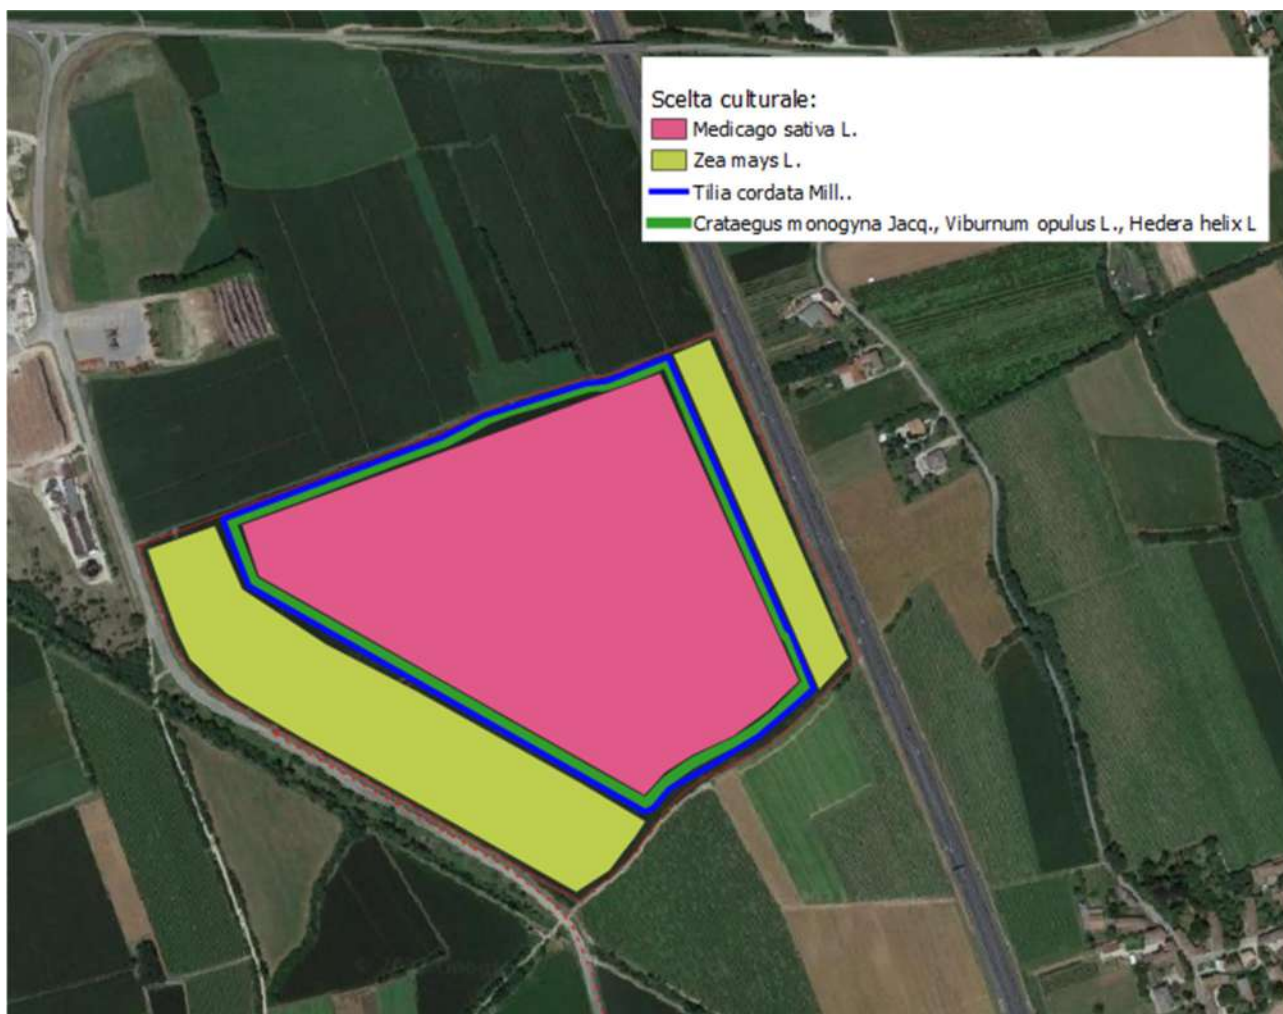 Scelta culturale:
Medicago sativa L.
Zea mays L.
Tilia cordata Mill..
Crataegus monogyna Jacq., Viburnum opulus L., Hedera helix L